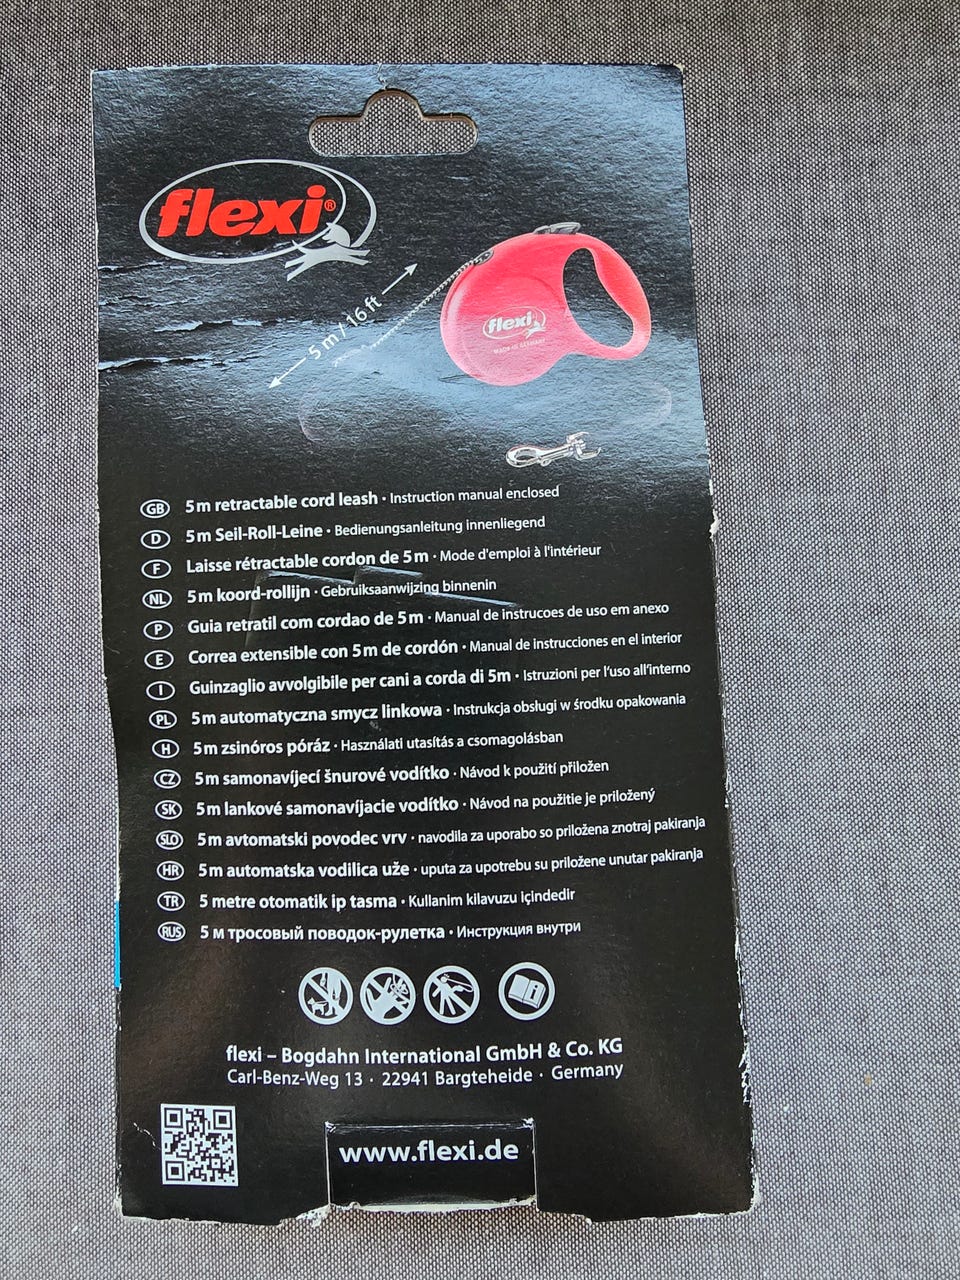 flexi®
5 m / 16 ft
flexi
MADE IN GERMANY
GB 5 m retractable cord leash · Instruction manual enclosed
D 5 m Seil-Roll-Leine · Bedienungsanleitung innenliegend
F Laisse rétractable cordon de 5 m · Mode d'emploi à l'intérieur
NL 5 m koord-rollijn · Gebruiksaanwijzing binnenin
P Guia retratil com cordao de 5 m · Manual de instrucoes de uso em anexo
E Correa extensible con 5 m de cordón · Manual de instrucciones en el interior
I Guinzaglio avvolgibile per cani a corda di 5m · Istruzioni per l'uso all'interno
PL 5 m automatyczna smycz linkowa · Instrukcja obsługi w środku opakowania
H 5 m zsinóros póráz · Használati utasítás a csomagolásban
CZ 5 m samonavíjecí šnurové vodítko · Návod k použití přiložen
SK 5 m lankové samonavíjacie vodítko · Návod na použitie je priložený
SLO 5 m avtomatski povodec vrv · navodila za uporabo so priložena znotraj pakiranja
HR 5 m automatska vodilica uže · uputa za upotrebu su priložene unutar pakiranja
TR 5 metre otomatik ip tasma · Kullanim kilavuzu içindedir
RUS 5 м тросовый поводок-рулетка · Инструкция внутри
flexi – Bogdahn International GmbH & Co. KG
Carl-Benz-Weg 13 · 22941 Bargteheide · Germany
www.flexi.de